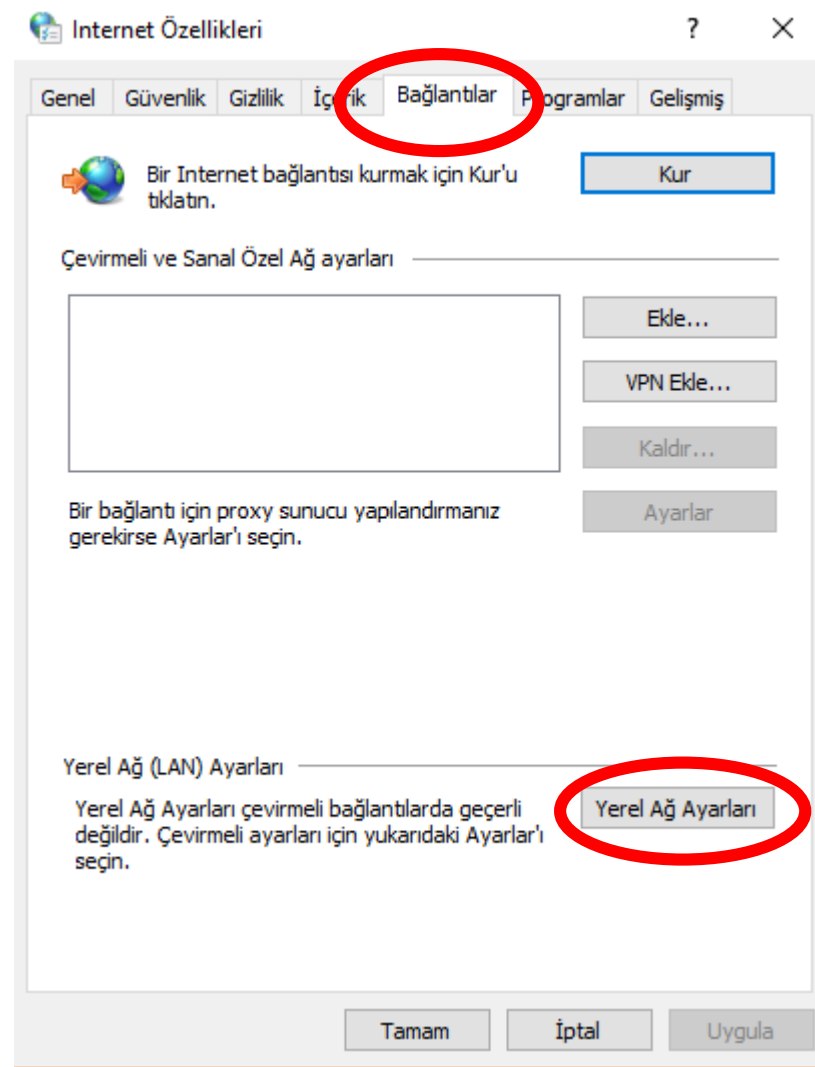 Internet Özellikleri
?
Genel Güvenlik Gizlilik İçerik Bağlantılar Programlar Gelişmiş
Bir Internet bağlantısı kurmak için Kur'u
tıklatın.
Kur
Çevirmeli ve Sanal Özel Ağ ayarları
Ekle...
VPN Ekle...
Kaldır...
Bir bağlantı için proxy sunucu yapılandırmanız
gerekirse Ayarlar'ı seçin.
Ayarlar
Yerel Ağ (LAN) Ayarları
Yerel Ağ Ayarları çevirmeli bağlantılarda geçerli
değildir. Çevirmeli ayarları için yukarıdaki Ayarlar'ı
seçin.
Yerel Ağ Ayarları
Tamam İptal Uygula